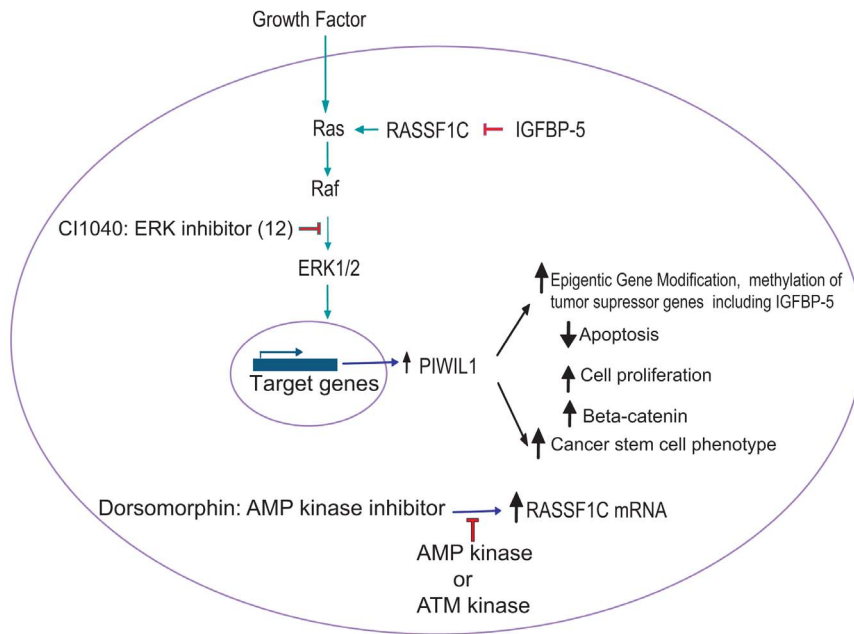 Growth Factor
Ras
RASSF1C
IGFBP-5
Raf
CI1040: ERK inhibitor (12)
ERK1/2
Target genes
PIWIL1
Epigentic Gene Modification, methylation of
tumor supressor genes including IGFBP-5
Apoptosis
Cell proliferation
Beta-catenin
Cancer stem cell phenotype
Dorsomorphin: AMP kinase inhibitor
RASSF1C mRNA
AMP kinase
or
ATM kinase